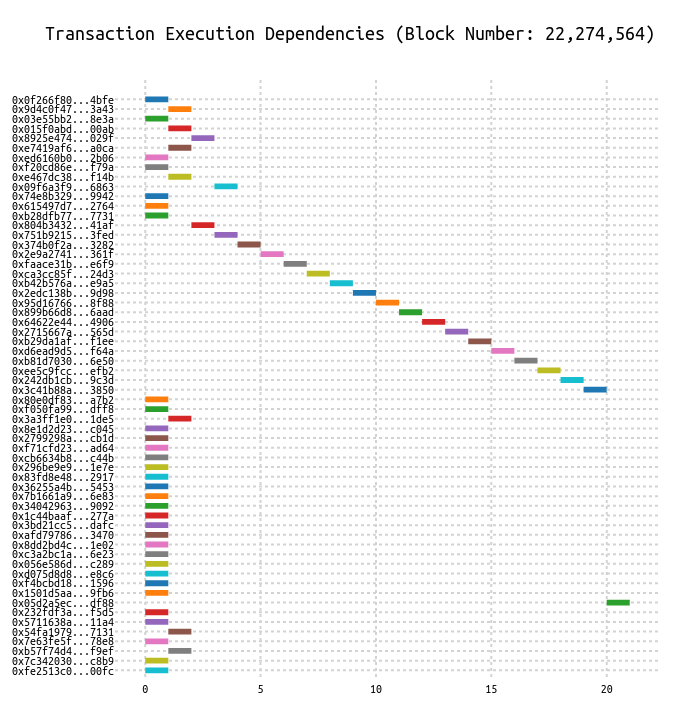 Transaction Execution Dependencies (Block Number: 22,274,564)
0x0f266f80...4bfe
0x9d4c0f47...3a43
0x03e55bb2...8e3a
0x015f0abd...00ab
0x8925e474...029f
0xe7419af6...a0ca
0xed6160b0...2b06
0xf20cd86e...f79a
0xe467dc38...f14b
0x09f6a3f9...6863
0x74e8b329...9942
0x615497d7...2764
0xb28dfb77...7731
0x804b3432...41af
0x751b9215...3fed
0x374b0f2a...3282
0x2e9a2741...361f
0xfaace31b...e6f9
0xca3cc85f...24d3
0xb42b576a...e9a5
0x2edc138b...9d98
0x95d16766...8f88
0x899b66d8...6aad
0x64622e44...4906
0x2715667a...565d
0xb29da1af...f1ee
0xd6ead9d5...f64a
0xb81d7030...6e50
0xee5c9fcc...efb2
0x242db1cb...9c3d
0x3c41b88a...3850
0x80e0df83...a7b2
0xf050fa99...dff8
0x3a3ff1e0...1de5
0x8e1d2d23...c045
0x2799298a...cb1d
0xf71cfd23...ad64
0xcb6634b8...c44b
0x296be9e9...1e7e
0x83fd8e48...2917
0x36255a4b...5453
0x7b1661a9...6e83
0x34042963...9092
0x1c44baaf...277a
0x3bd21cc5...dafc
0xafd79786...3470
0x8dd2bd4c...1e02
0xc3a2bc1a...6e23
0x056e586d...c289
0xd075d8d8...e8c6
0xf4bcbd18...1596
0x1501d5aa...9fb6
0x05d2a5ec...df88
0x232fdf3a...f5d5
0x5711638a...11a4
0x54fa1979...7131
0x7e63fe5f...78e8
0xb57f74d4...f9ef
0x7c342030...c8b9
0xfe2513c0...00fc
0 5 10 15 20